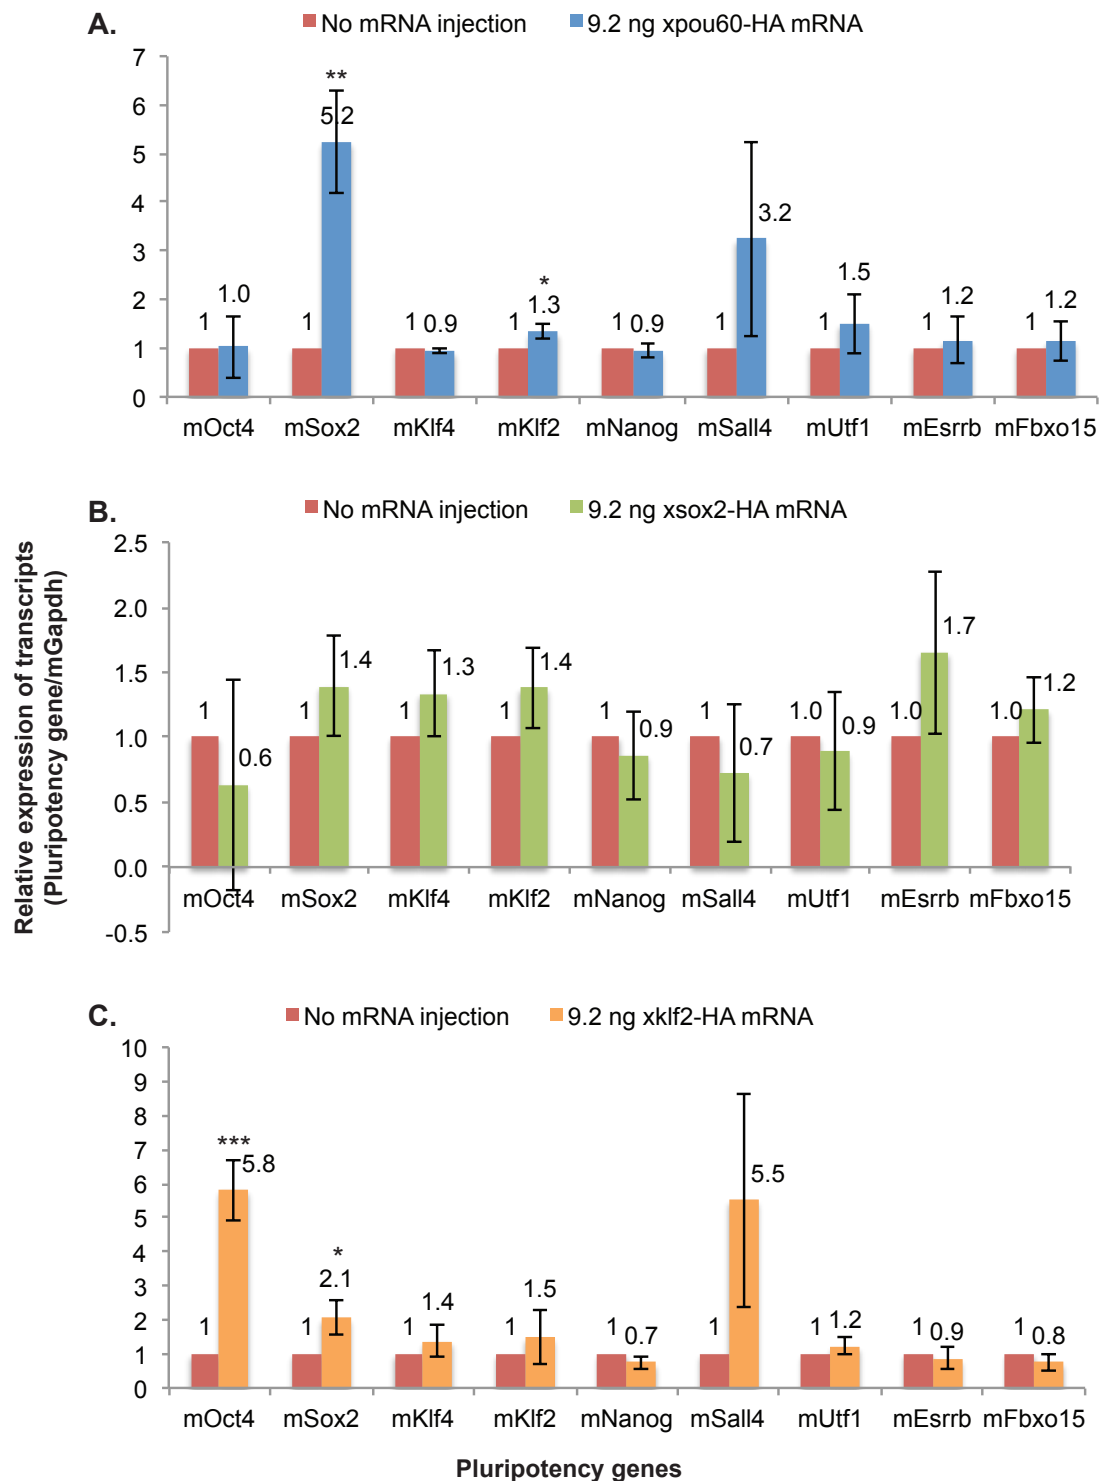 A.
No mRNA injection 9.2 ng xpou60-HA mRNA
7
6
5
4
3
2
1
0
1 1.0 1 5.2 ** 1 0.9 1 1.3 * 1 0.9 1 3.2 1 1.5 1 1.2 1 1.2
mOct4 mSox2 mKlf4 mKlf2 mNanog mSall4 mUtf1 mEsrrb mFbxo15
Relative expression of transcripts
(Pluripotency gene/mGapdh)
B.
No mRNA injection 9.2 ng xsox2-HA mRNA
2.5
2.0
1.5
1.0
0.5
0.0
-0.5
1 0.6 1 1.4 1 1.3 1 1.4 1 0.9 1 0.7 1.0 0.9 1.0 1.7 1.0 1.2
mOct4 mSox2 mKlf4 mKlf2 mNanog mSall4 mUtf1 mEsrrb mFbxo15
C.
No mRNA injection 9.2 ng xklf2-HA mRNA
10
9
8
7
6
5
4
3
2
1
0
1 5.8 *** 1 2.1 * 1 1.4 1 1.5 1 0.7 1 5.5 1 1.2 1 0.9 1 0.8
mOct4 mSox2 mKlf4 mKlf2 mNanog mSall4 mUtf1 mEsrrb mFbxo15
Pluripotency genes